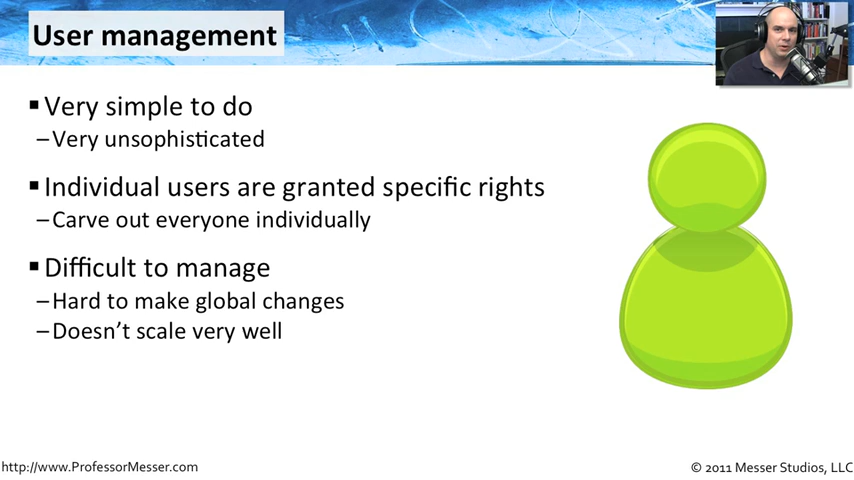 User management
▪ Very simple to do
– Very unsophisticated
▪ Individual users are granted specific rights
– Carve out everyone individually
▪ Difficult to manage
– Hard to make global changes
– Doesn't scale very well
http://www.ProfessorMesser.com
© 2011 Messer Studios, LLC